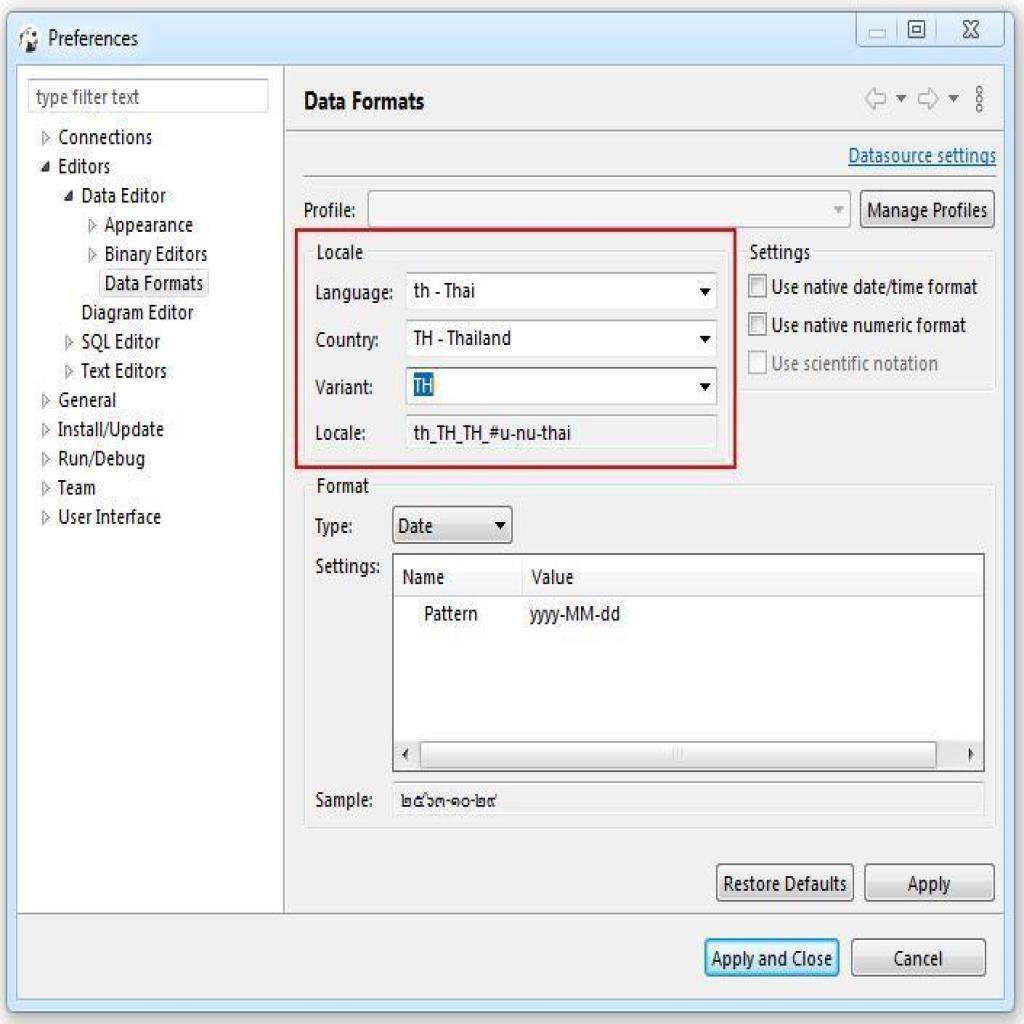 Preferences
type filter text
Connections
Editors
Data Editor
Appearance
Binary Editors
Data Formats
Diagram Editor
SQL Editor
Text Editors
General
Install/Update
Run/Debug
Team
User Interface
Data Formats
Datasource settings
Profile:
Manage Profiles
Locale
Language: th - Thai
Country: TH - Thailand
Variant: TH
Locale: th_TH_TH_#u-nu-thai
Settings
Use native date/time format
Use native numeric format
Use scientific notation
Format
Type: Date
Settings:
Name Value
Pattern yyyy-MM-dd
Sample: ๒๕๖๓-๑๐-๒๙
Restore Defaults Apply
Apply and Close Cancel